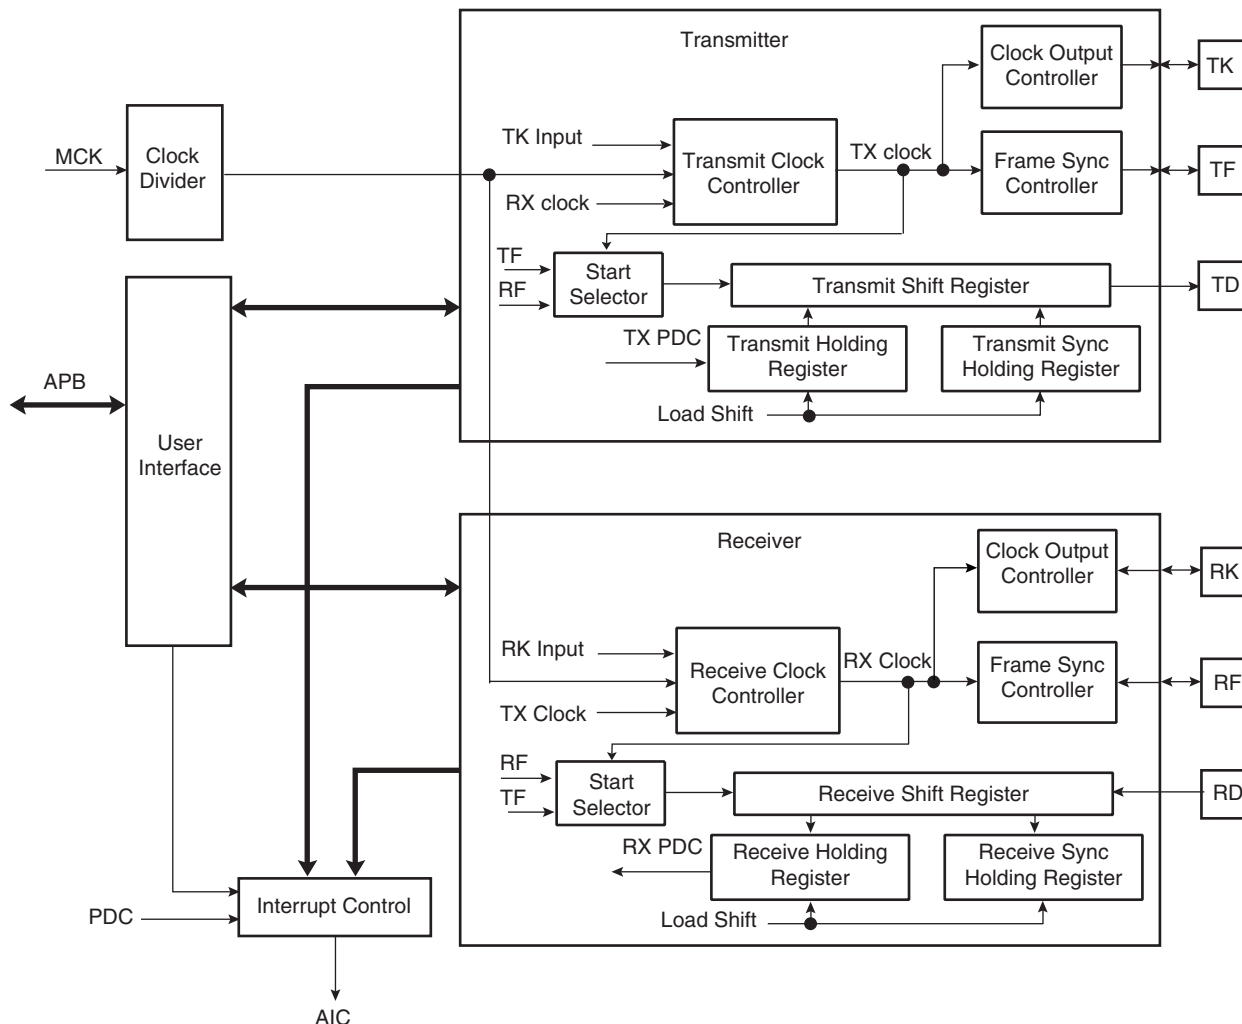 Transmitter
Clock Output
Controller
TK
MCK
Clock
Divider
TK Input
Transmit Clock
Controller
RX clock
TX clock
Frame Sync
Controller
TF
TF
RF
Start
Selector
Transmit Shift Register
TD
TX PDC
Transmit Holding
Register
Transmit Sync
Holding Register
Load Shift
APB
User
Interface
Receiver
Clock Output
Controller
RK
RK Input
Receive Clock
Controller
TX Clock
RX Clock
Frame Sync
Controller
RF
RF
TF
Start
Selector
Receive Shift Register
RD
RX PDC
Receive Holding
Register
Receive Sync
Holding Register
Load Shift
PDC
Interrupt Control
AIC